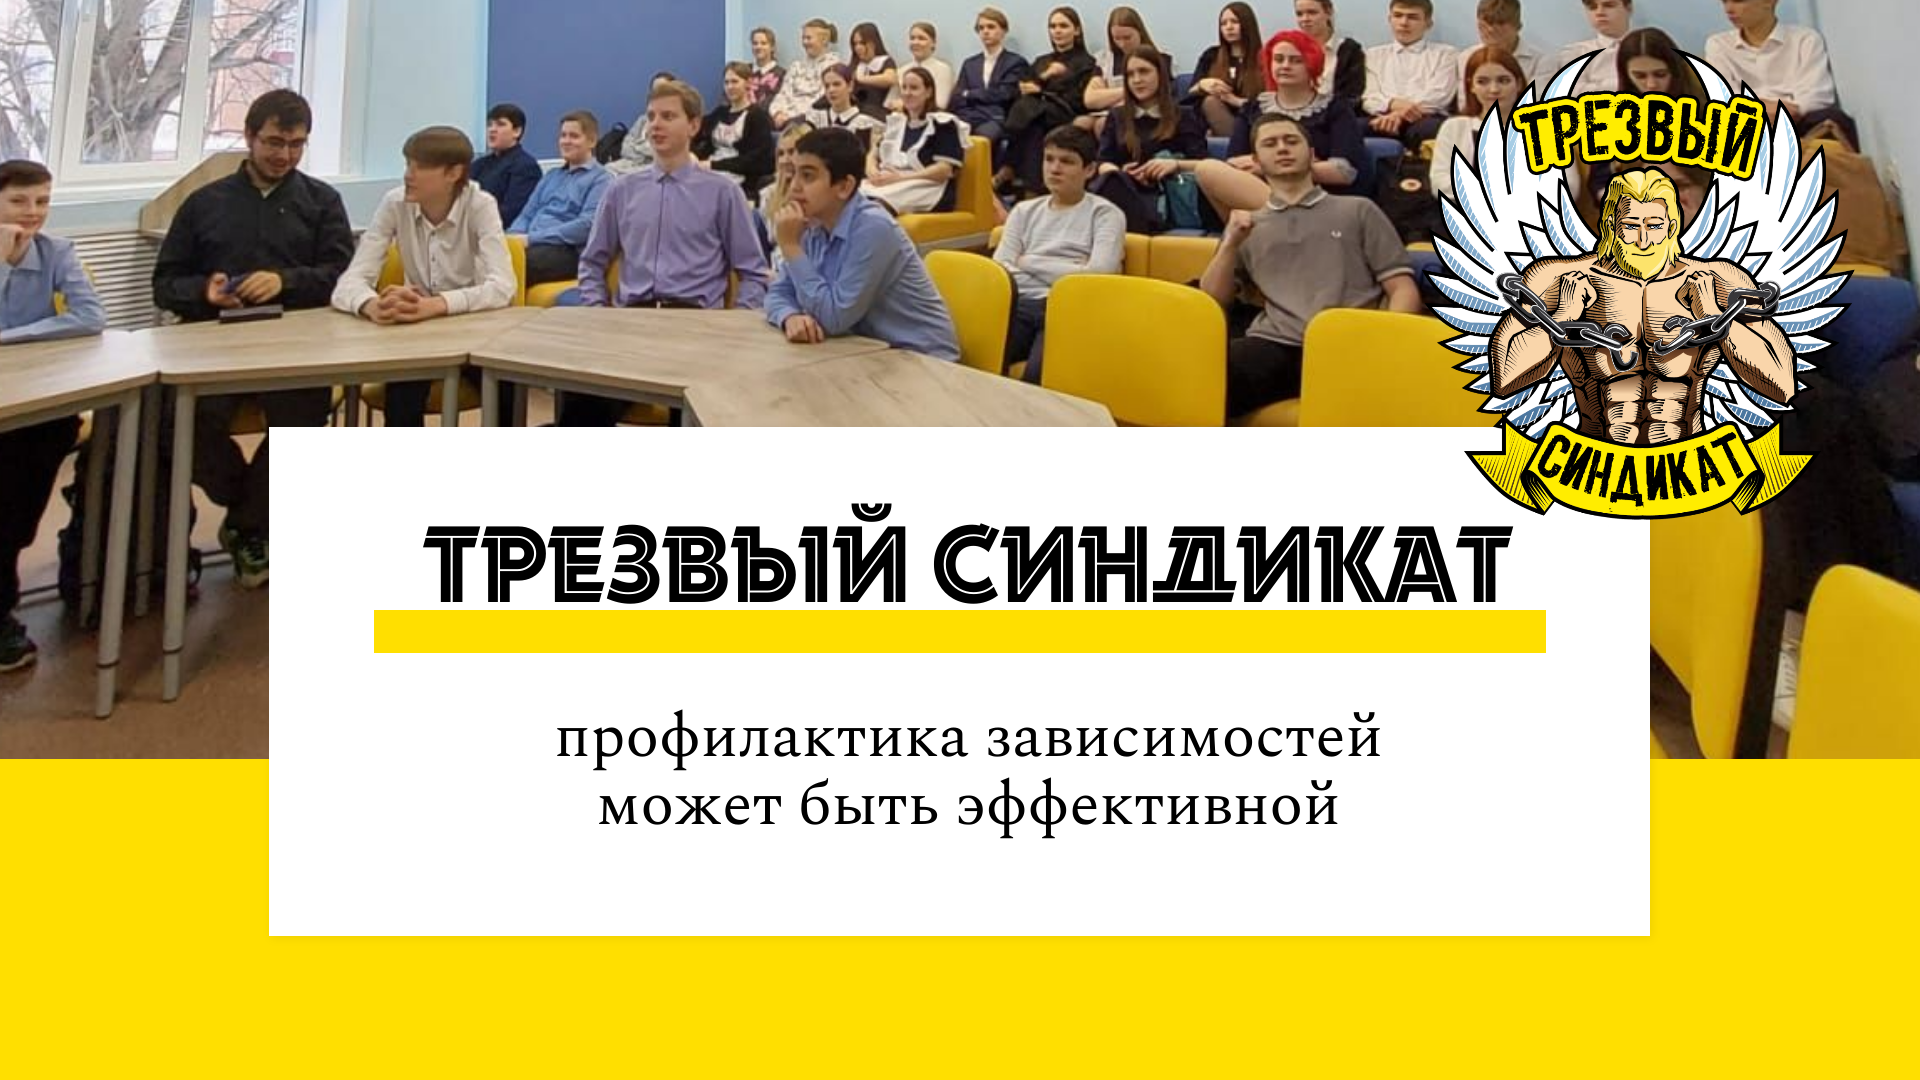 ТРЕЗВЫЙ
СИНДИКАТ
ТРЕЗВЫЙ СИНДИКАТ
профилактика зависимостей
может быть эффективной